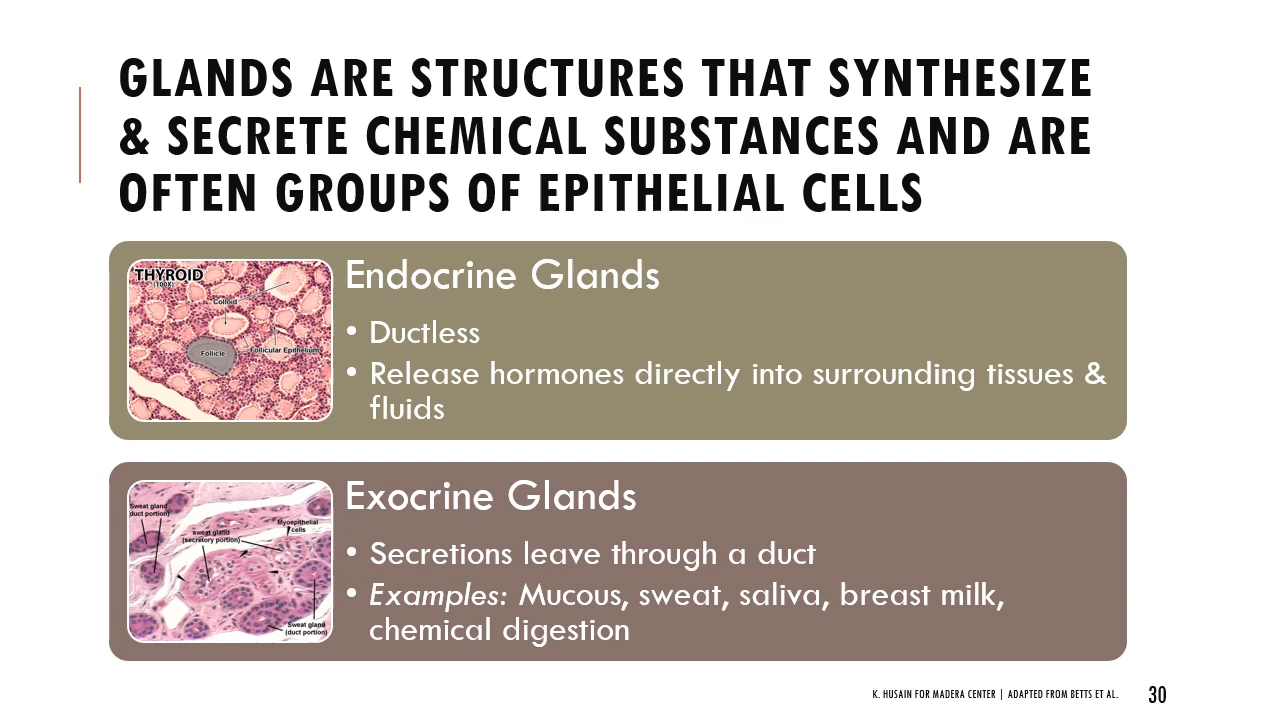 GLANDS ARE STRUCTURES THAT SYNTHESIZE
& SECRETE CHEMICAL SUBSTANCES AND ARE
OFTEN GROUPS OF EPITHELIAL CELLS
THYROID
(100X)
Colloid
Follicle
Follicular Epithelium
Endocrine Glands
• Ductless
• Release hormones directly into surrounding tissues &
fluids
Sweat gland
(duct portion)
Myoepithelial
cells
sweat gland
(secretory portion)
Sweat gland
(duct portion)
Exocrine Glands
• Secretions leave through a duct
• Examples: Mucous, sweat, saliva, breast milk,
chemical digestion
K. HUSAIN FOR MADERA CENTER | ADAPTED FROM BETTS ET AL.
30